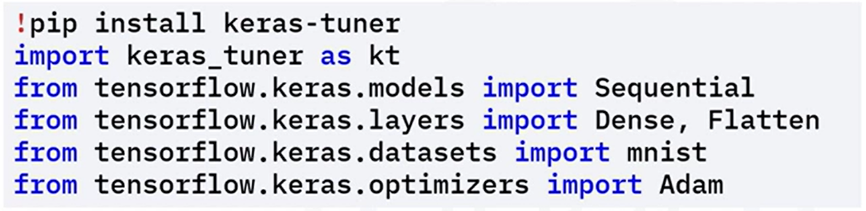 !pip install keras-tuner
import keras_tuner as kt
from tensorflow.keras.models import Sequential
from tensorflow.keras.layers import Dense, Flatten
from tensorflow.keras.datasets import mnist
from tensorflow.keras.optimizers import Adam